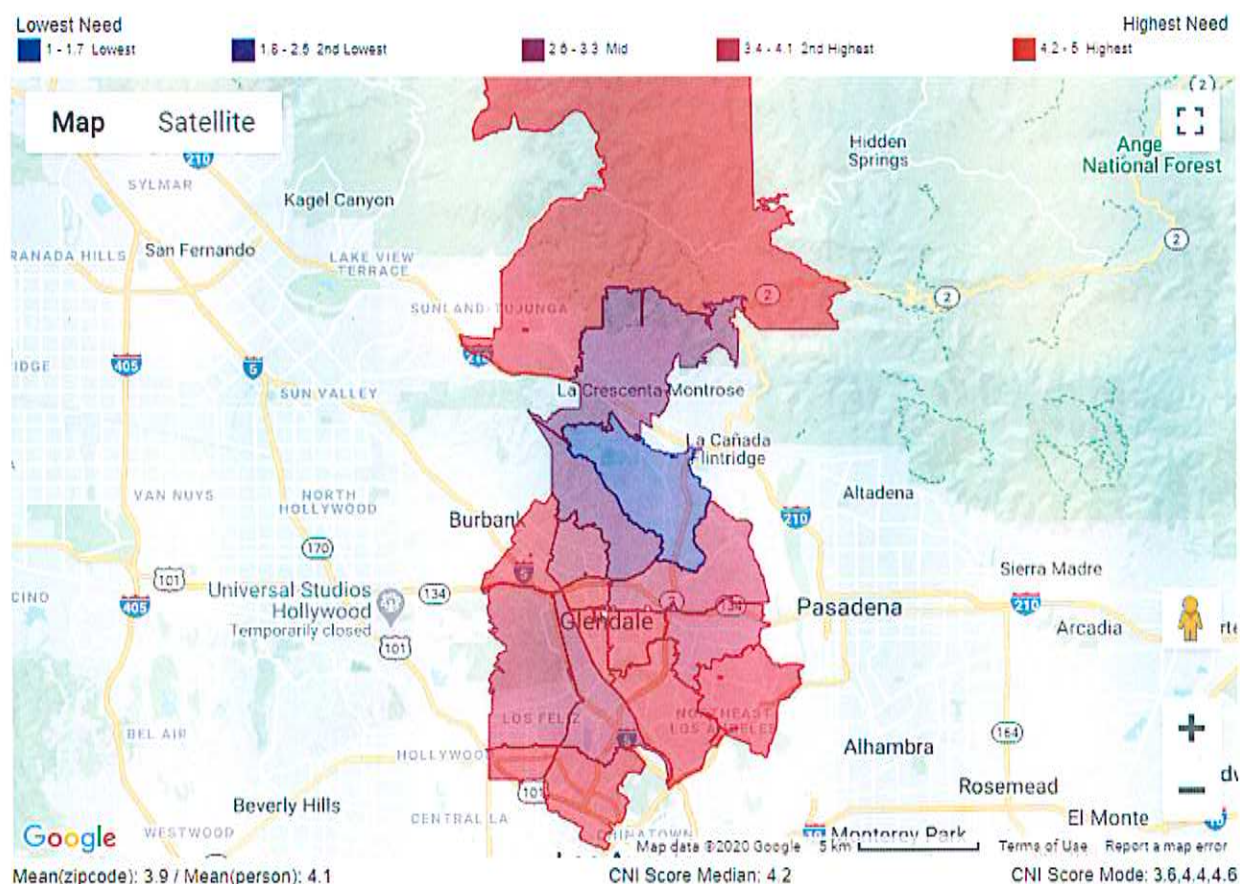 Lowest Need
Highest Need
1 - 1.7 Lowest
1.8 - 2.5 2nd Lowest
2.6 - 3.3 Mid
3.4 - 4.1 2nd Highest
4.2 - 5 Highest
Map Satellite
2
210
Hidden
Springs
National Forest
SYLMAR
Kagel Canyon
San Fernando
LAKE VIEW
TERRACE
2
SUNLAND-TUJUNGA
2
2
405
5
SUN VALLEY
La Crescenta-Montrose
La Cañada
Flintridge
VAN NUYS
NORTH
HOLLYWOOD
Altadena
Burbank
210
170
101
5
Sierra Madre
Universal Studios
Hollywood
Temporarily closed
134
405
2
134
Pasadena
210
Glendale
Arcadia
101
LOS FELIZ
NORTHEAST
LOS ANGELES
BEL AIR
5
164
Alhambra
Rosemead
101
Beverly Hills
CENTRAL LA
El Monte
Google
WESTWOOD
CHINATOWN
10
Monterey Park
10
Map data ©2020 Google 5 km Terms of Use Report a map error
Mean(zipcode): 3.9 / Mean(person): 4.1
CNI Score Median: 4.2
CNI Score Mode: 3.6,4.4,4.6